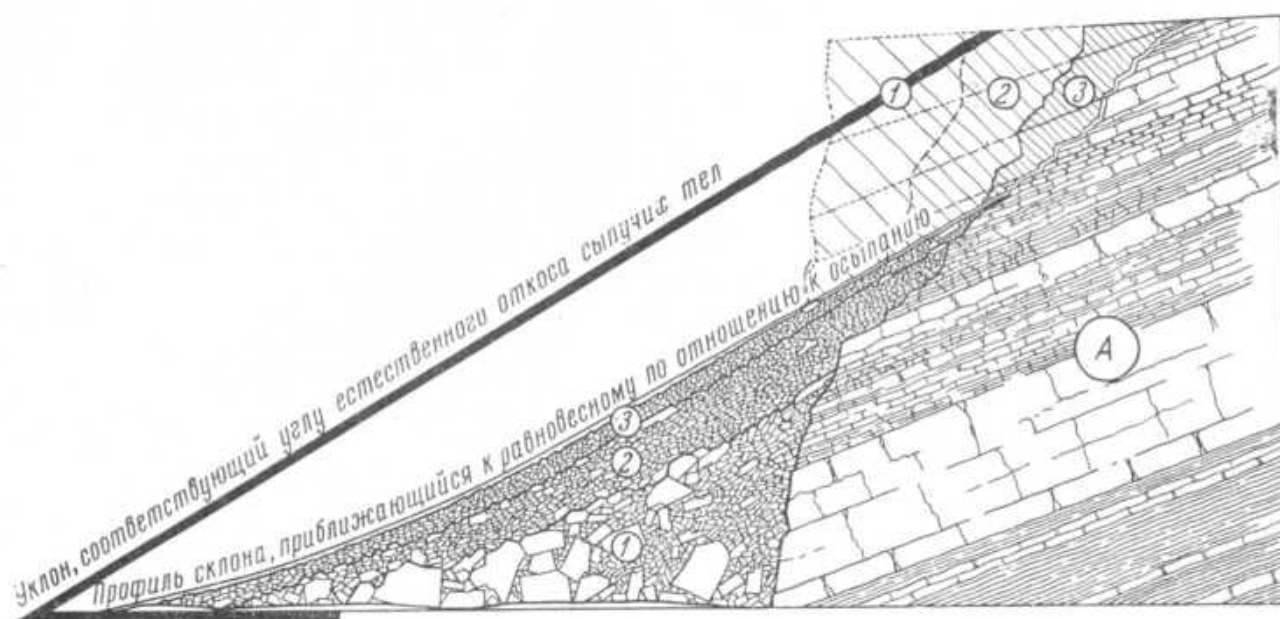 Уклон, соответствующий углу естественного откоса сыпучих тел
Профиль склона, приближающийся к равновесному по отношению к осыпанию
1
2
3
А
3
2
1